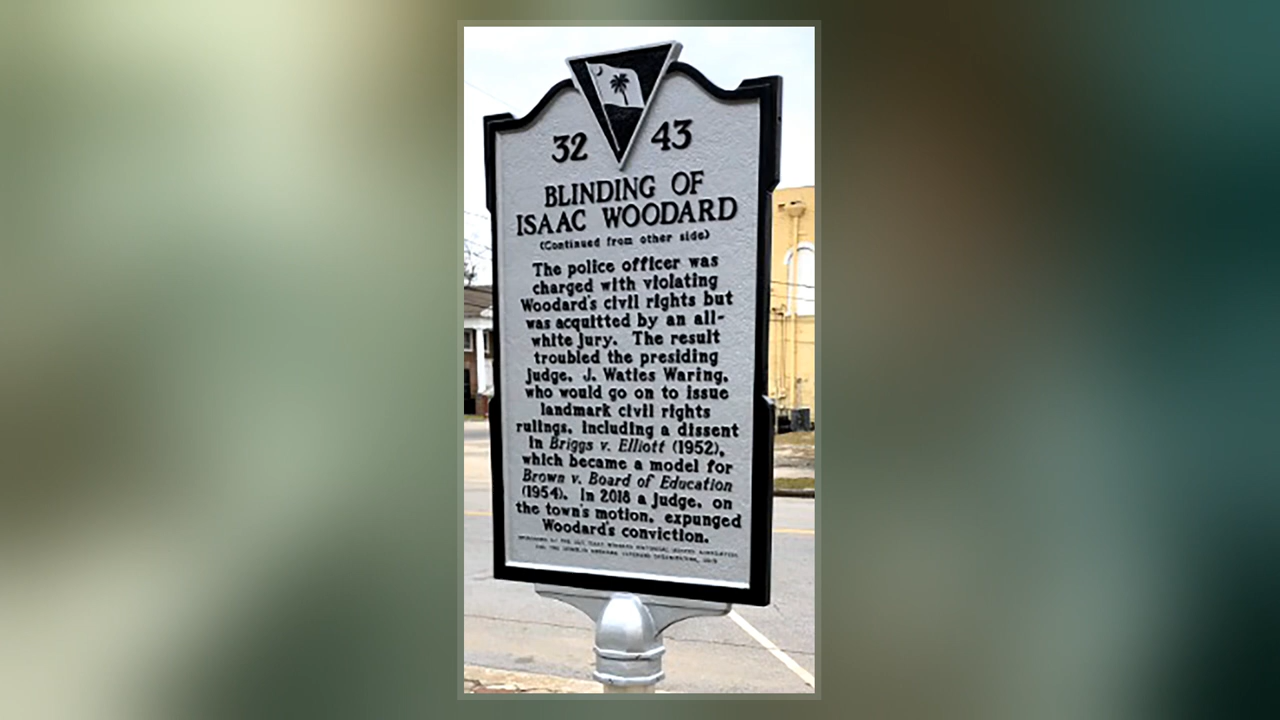 32 43
BLINDING OF
ISAAC WOODARD
(Continued from other side)
The police officer was
charged with violating
Woodard's civil rights but
was acquitted by an all-
white jury. The result
troubled the presiding
judge, J. Waties Waring,
who would go on to issue
landmark civil rights
rulings, including a dissent
in Briggs v. Elliott (1952),
which became a model for
Brown v. Board of Education
(1954). In 2018 a judge, on
the town's motion, expunged
Woodard's conviction.